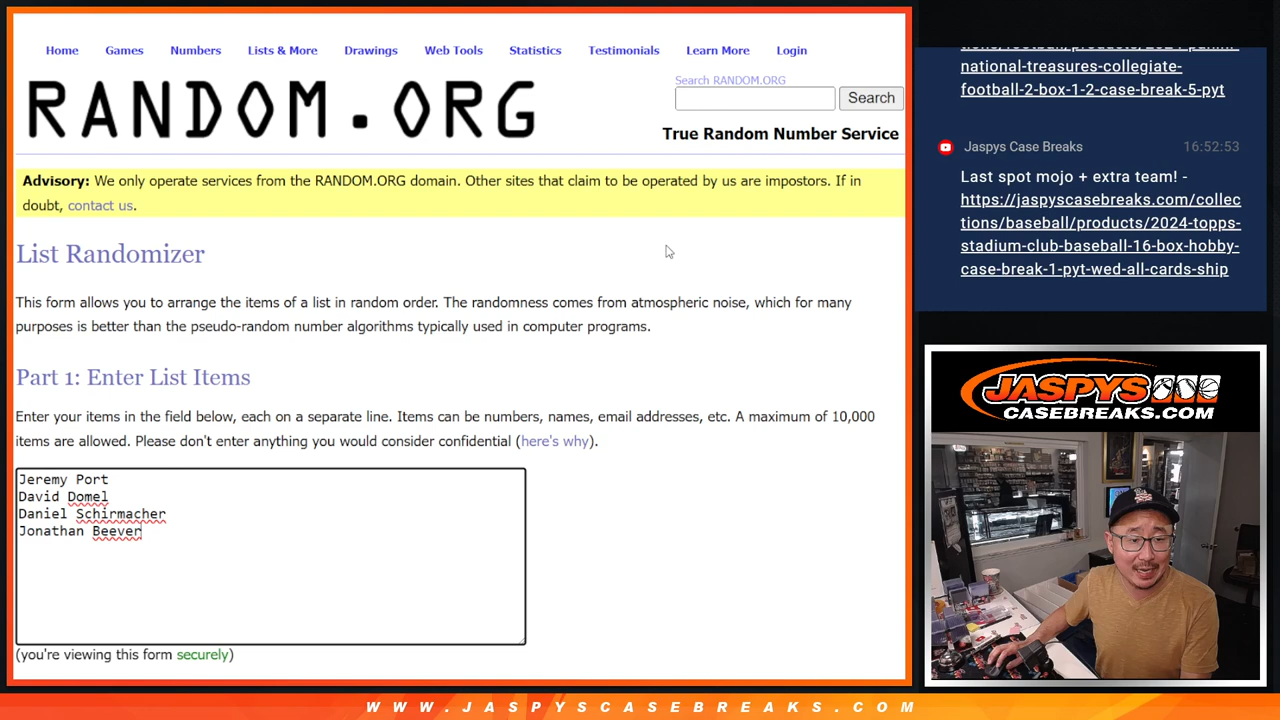 Home Games Numbers Lists & More Drawings Web Tools Statistics Testimonials Learn More Login
RANDOM.ORG
Search RANDOM.ORG
Search
True Random Number Service
Advisory: We only operate services from the RANDOM.ORG domain. Other sites that claim to be operated by us are impostors. If in
doubt, contact us.
List Randomizer
This form allows you to arrange the items of a list in random order. The randomness comes from atmospheric noise, which for many
purposes is better than the pseudo-random number algorithms typically used in computer programs.
Part 1: Enter List Items
Enter your items in the field below, each on a separate line. Items can be numbers, names, email addresses, etc. A maximum of 10,000
items are allowed. Please don't enter anything you would consider confidential (here's why).
Jeremy Port
David Domel
Daniel Schirmacher
Jonathan Beever
(you're viewing this form securely)
national-treasures-collegiate-
football-2-box-1-2-case-break-5-pyt
Jaspys Case Breaks 16:52:53
Last spot mojo + extra team! -
https://jaspyscasebreaks.com/collec
tions/baseball/products/2024-topps-
stadium-club-baseball-16-box-hobby-
case-break-1-pyt-wed-all-cards-ship
JASPYS
CASEBREAKS.COM
WWW.JASPYSCASEBREAKS.COM